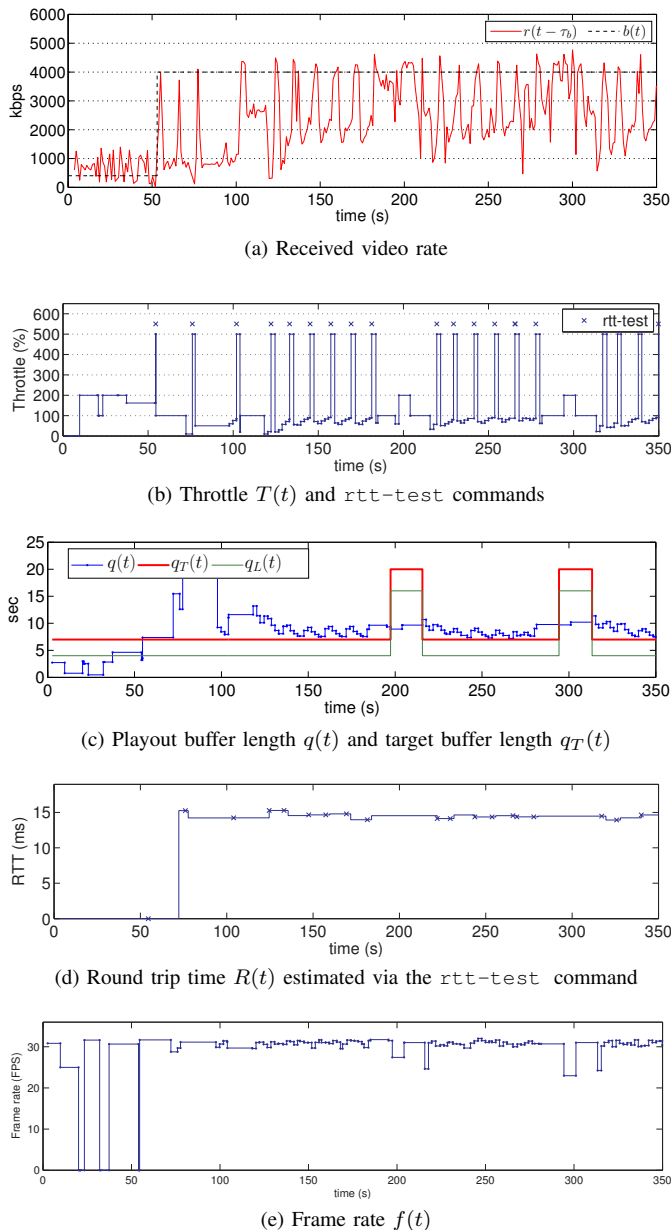 6000
5000
4000
3000
2000
1000
0
kbps
r(t − τb) b(t)
0 50 100 150 200 250 300 350
time (s)
(a) Received video rate
600
500
400
300
200
100
0
Throttle (%)
rtt-test
0 50 100 150 200 250 300 350
time (s)
(b) Throttle T(t) and rtt-test commands
25
20
15
10
5
0
sec
q(t) qT(t) qL(t)
0 50 100 150 200 250 300 350
time (s)
(c) Playout buffer length q(t) and target buffer length qT(t)
15
10
5
0
RTT (ms)
0 50 100 150 200 250 300 350
time (s)
(d) Round trip time R(t) estimated via the rtt-test command
30
20
10
0
Frame rate (FPS)
0 50 100 150 200 250 300 350
time (s)
(e) Frame rate f(t)